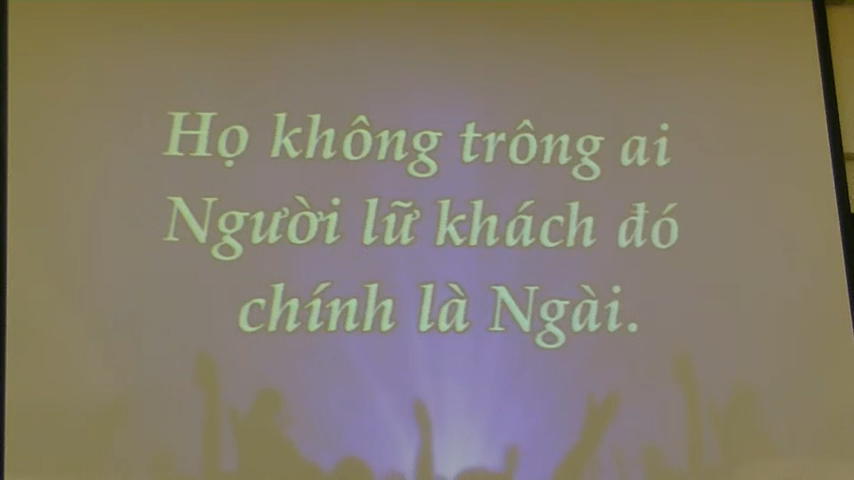 Họ không trông ai
Người lữ khách đó
chính là Ngài.